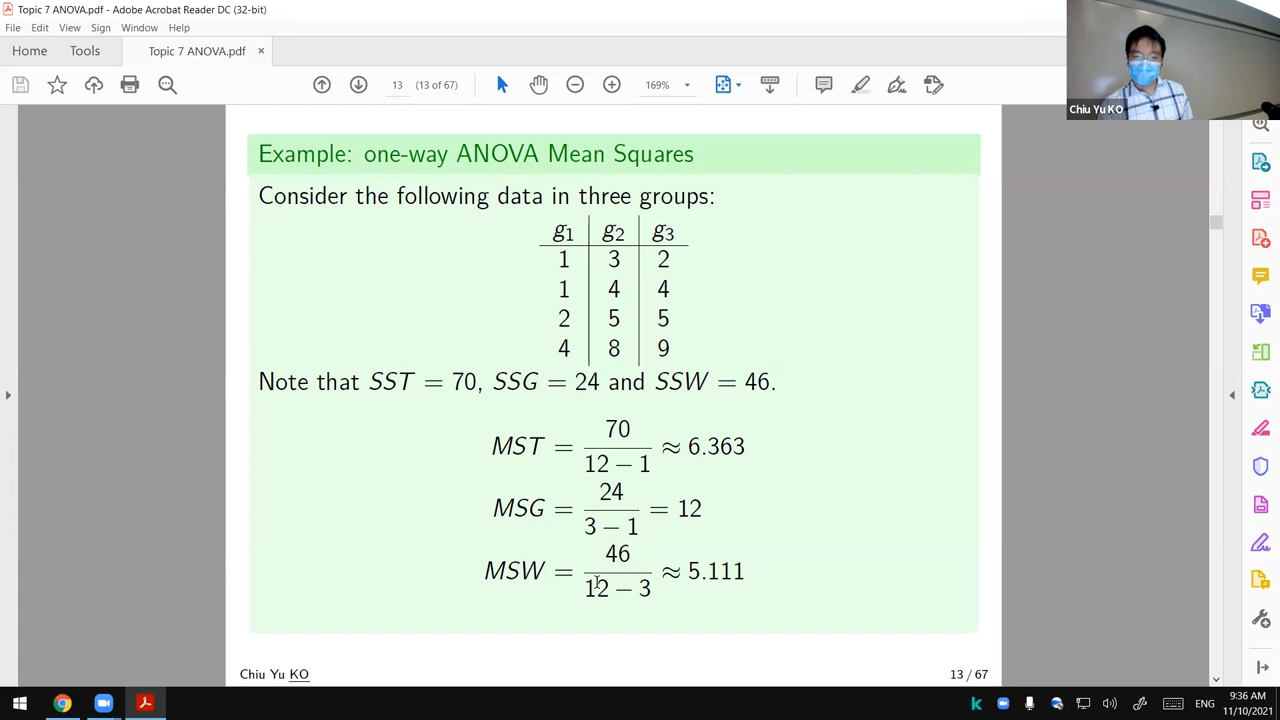 Topic 7 ANOVA.pdf - Adobe Acrobat Reader DC (32-bit)
File Edit View Sign Window Help
Home Tools Topic 7 ANOVA.pdf ×
13 (13 of 67) 169%
Chiu Yu KO
Example: one-way ANOVA Mean Squares
Consider the following data in three groups:
g1 g2 g3
1 3 2
1 4 4
2 5 5
4 8 9
Note that SST = 70, SSG = 24 and SSW = 46.
MST = 70 / (12 − 1) ≈ 6.363
MSG = 24 / (3 − 1) = 12
MSW = 46 / (12 − 3) ≈ 5.111
Chiu Yu KO 13 / 67
ENG 9:36 AM
11/10/2021